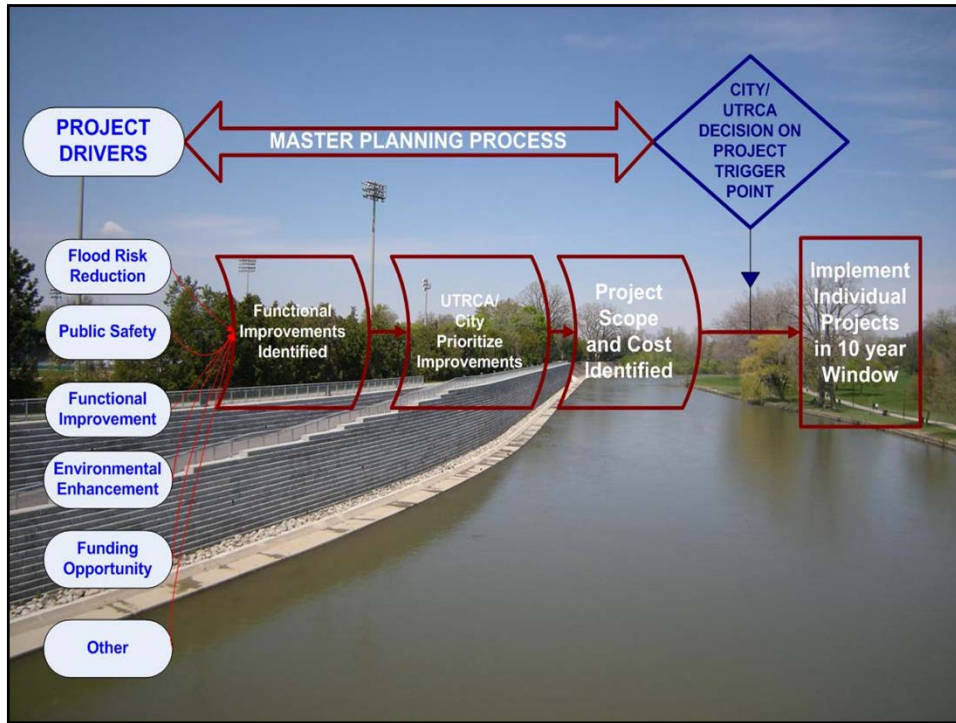 PROJECT
DRIVERS
MASTER PLANNING PROCESS
CITY/
UTRCA
DECISION ON
PROJECT
TRIGGER
POINT
Flood Risk
Reduction
Public Safety
Functional
Improvement
Environmental
Enhancement
Funding
Opportunity
Other
Functional
Improvements
Identified
UTRCA/
City
Prioritize
Improvements
Project
Scope
and Cost
Identified
Implement
Individual
Projects
in 10 year
Window